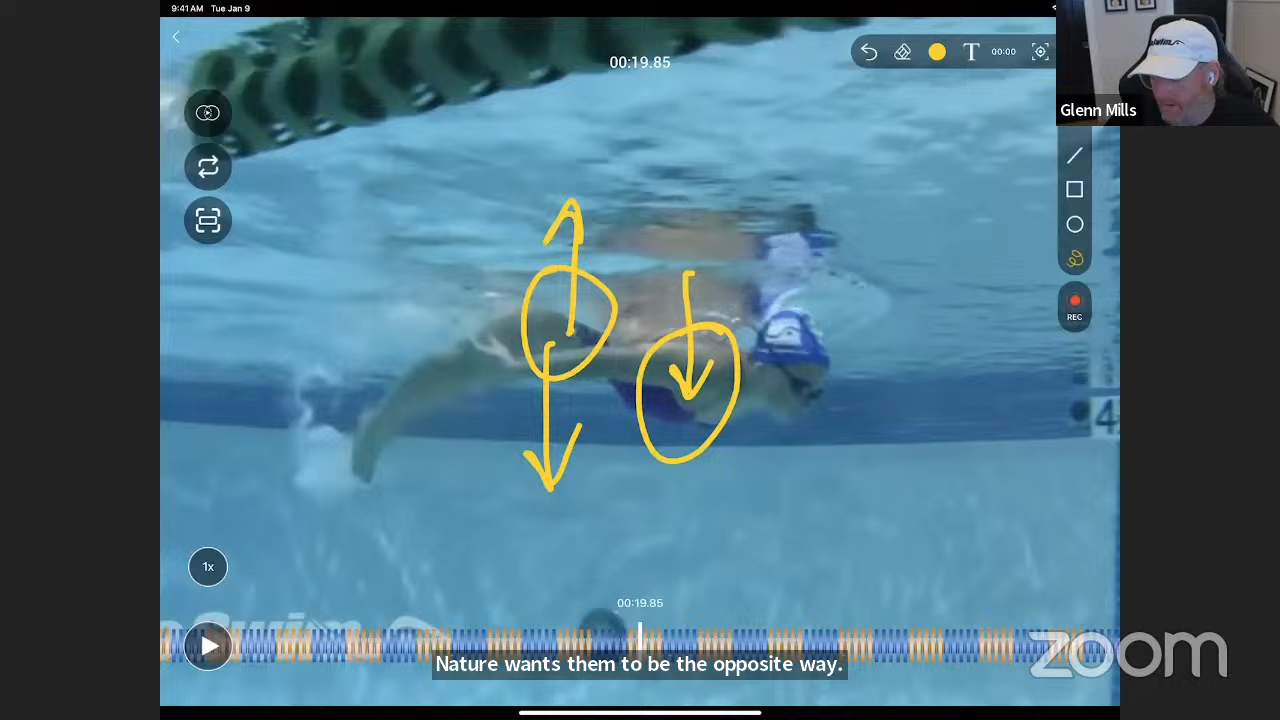 9:41 AM Tue Jan 9
00:19.85
T
00:00
Glenn Mills
REC
4
1x
00:19.85
Swim
Nature wants them to be the opposite way.
zoom